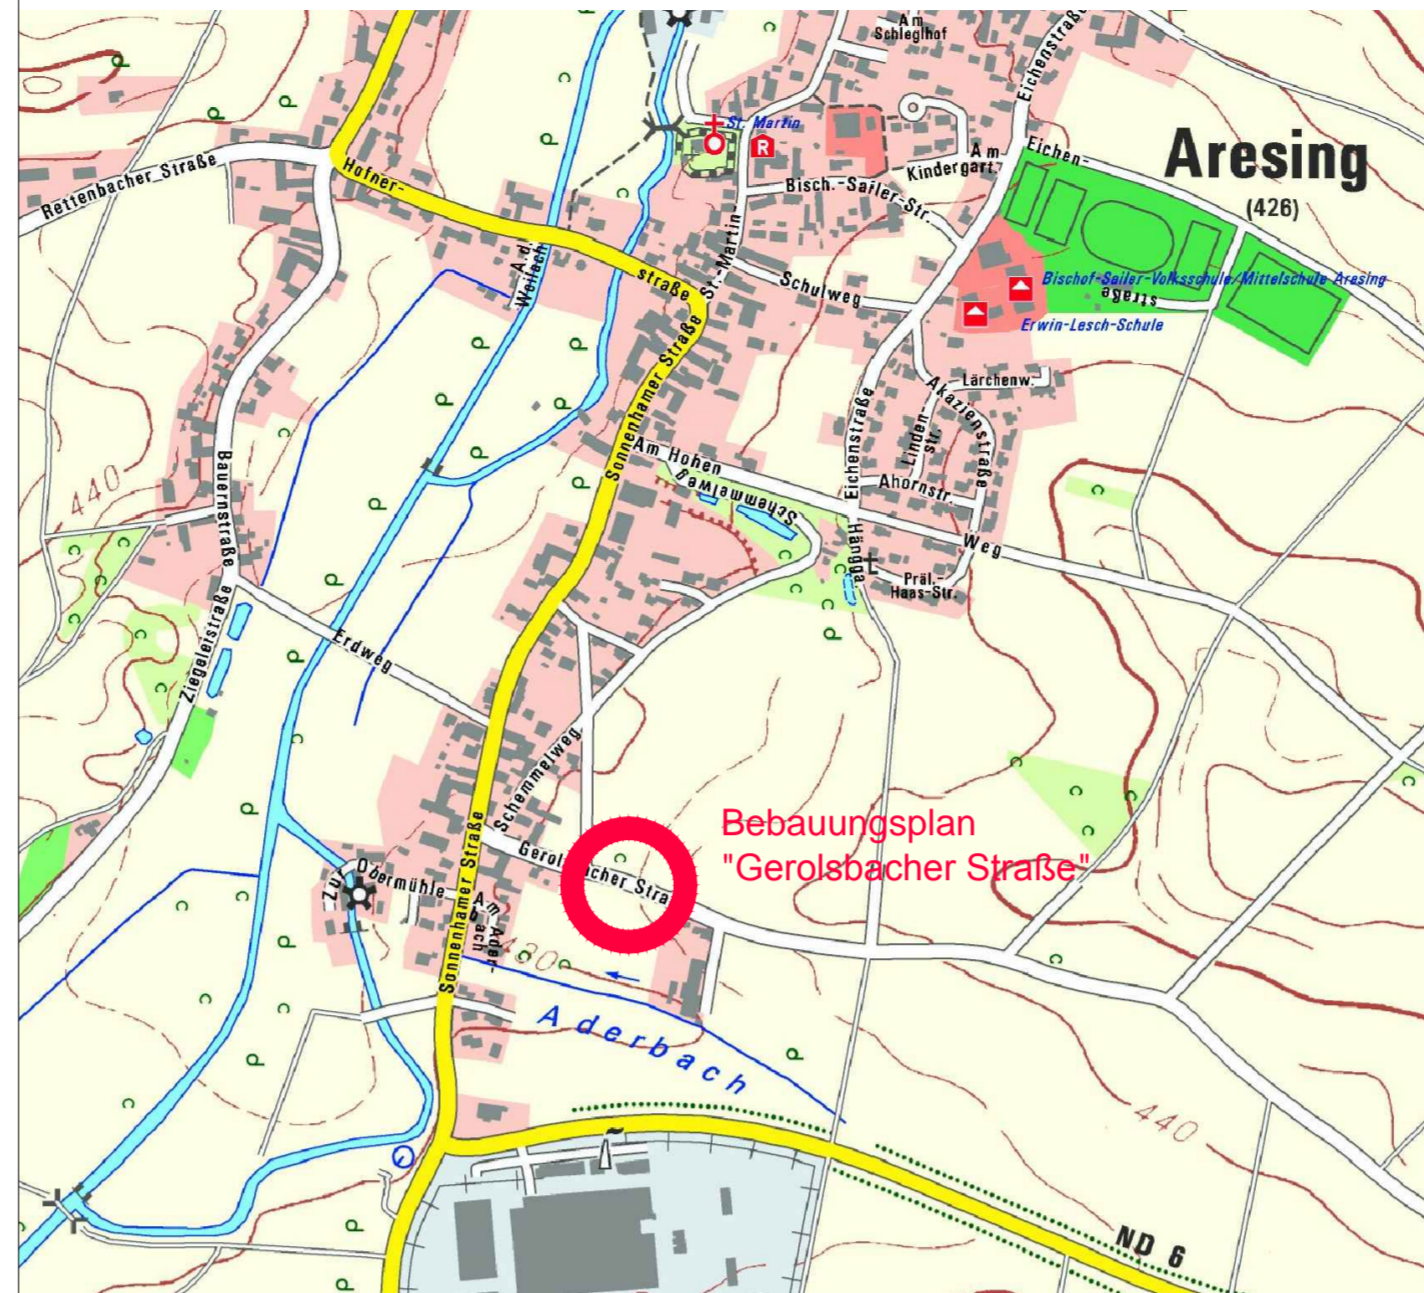 Am
Schleglhof
Eichenstraße
St. Martin
R
Aresing
(426)
Eichen-
straße
Am
Kindergart.
Bisch.-Sailer-Str.
Rettenbacher Straße
Hofner-
straße
St.-Martin-
A. d.
Weilach
Schulweg
Bischof-Sailer-Volksschule/Mittelschule Aresing
Erwin-Lesch-Schule
Lärchenw.
Akazienstraße
Linden-
str.
Ahornstr.
Eichenstraße
Sonnenhamer Straße
Am Hohen
Weg
Schemmelweg
Hängga.
Präl.-
Haas-Str.
440
Bauernstraße
Ziegeleistraße
Erdweg
Schemmelweg
Sonnenhamer Straße
Gerolsbacher Stra
Bebauungsplan
"Gerolsbacher Straße"
Zur
Obermühle
Am
Ader-
bach
430
Aderbach
440
ND 6